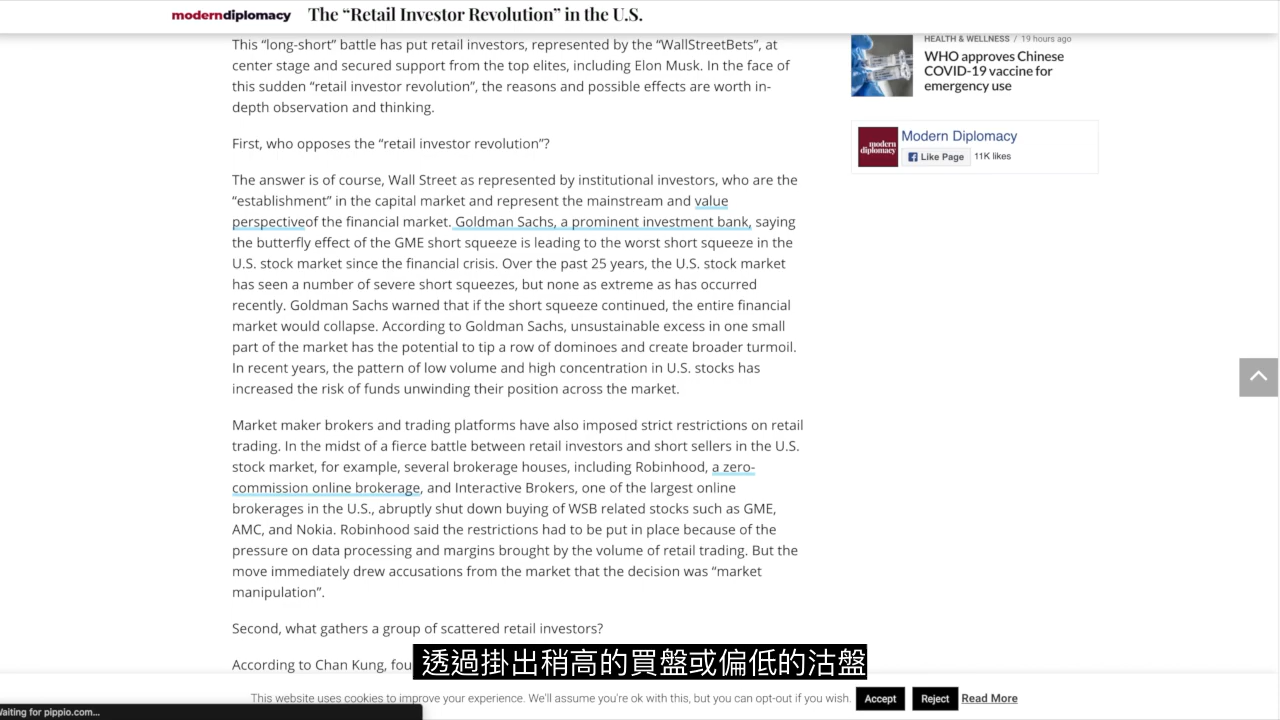 moderndiplomacy The “Retail Investor Revolution” in the U.S.
This “long-short” battle has put retail investors, represented by the “WallStreetBets”, at
center stage and secured support from the top elites, including Elon Musk. In the face of
this sudden “retail investor revolution”, the reasons and possible effects are worth in-
depth observation and thinking.
First, who opposes the “retail investor revolution”?
The answer is of course, Wall Street as represented by institutional investors, who are the
“establishment” in the capital market and represent the mainstream and value
perspectiveof the financial market. Goldman Sachs, a prominent investment bank, saying
the butterfly effect of the GME short squeeze is leading to the worst short squeeze in the
U.S. stock market since the financial crisis. Over the past 25 years, the U.S. stock market
has seen a number of severe short squeezes, but none as extreme as has occurred
recently. Goldman Sachs warned that if the short squeeze continued, the entire financial
market would collapse. According to Goldman Sachs, unsustainable excess in one small
part of the market has the potential to tip a row of dominoes and create broader turmoil.
In recent years, the pattern of low volume and high concentration in U.S. stocks has
increased the risk of funds unwinding their position across the market.
Market maker brokers and trading platforms have also imposed strict restrictions on retail
trading. In the midst of a fierce battle between retail investors and short sellers in the U.S.
stock market, for example, several brokerage houses, including Robinhood, a zero-
commission online brokerage, and Interactive Brokers, one of the largest online
brokerages in the U.S., abruptly shut down buying of WSB related stocks such as GME,
AMC, and Nokia. Robinhood said the restrictions had to be put in place because of the
pressure on data processing and margins brought by the volume of retail trading. But the
move immediately drew accusations from the market that the decision was “market
manipulation”.
Second, what gathers a group of scattered retail investors?
According to Chan Kung, fou
HEALTH & WELLNESS / 19 hours ago
WHO approves Chinese
COVID-19 vaccine for
emergency use
modern
diplomacy
Modern Diplomacy
Like Page 11K likes
透過掛出稍高的買盤或偏低的沽盤
This website uses cookies to improve your experience. We'll assume you're ok with this, but you can opt-out if you wish. Accept Reject Read More
Waiting for pippio.com...